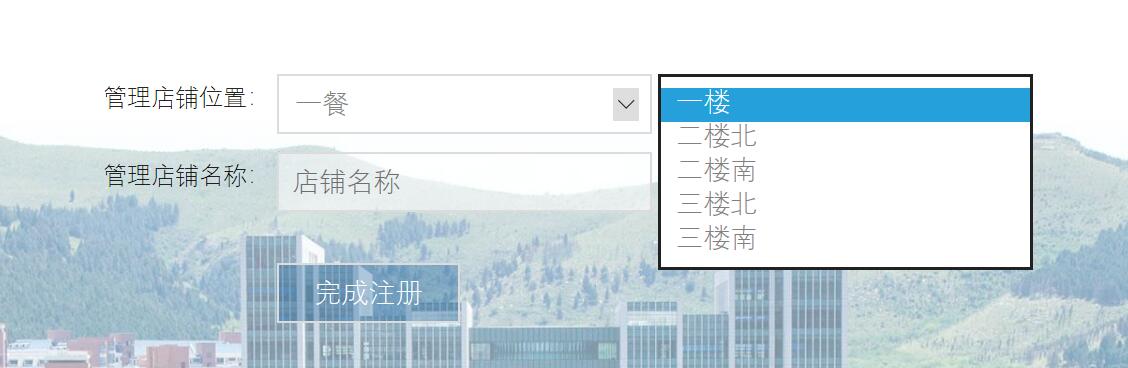 管理店铺位置：
一餐
一楼
二楼北
二楼南
三楼北
三楼南
管理店铺名称：
店铺名称
完成注册